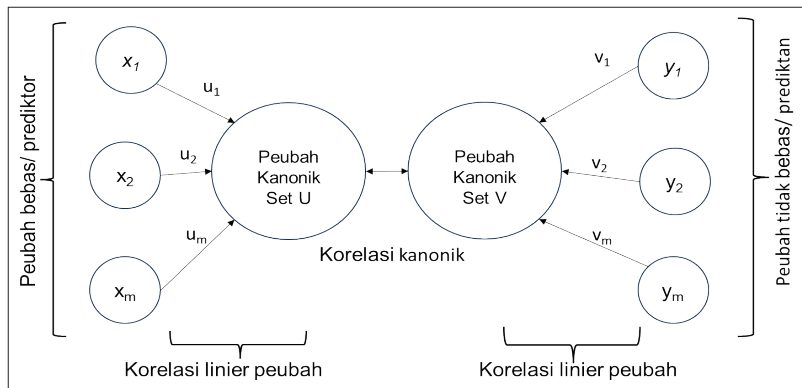 Peubah bebas/ prediktor
x₁
x₂
xₘ
u₁
u₂
uₘ
Peubah
Kanonik
Set U
Peubah
Kanonik
Set V
Korelasi kanonik
v₁
v₂
vₘ
y₁
y₂
yₘ
Peubah tidak bebas/ prediktan
Korelasi linier peubah
Korelasi linier peubah